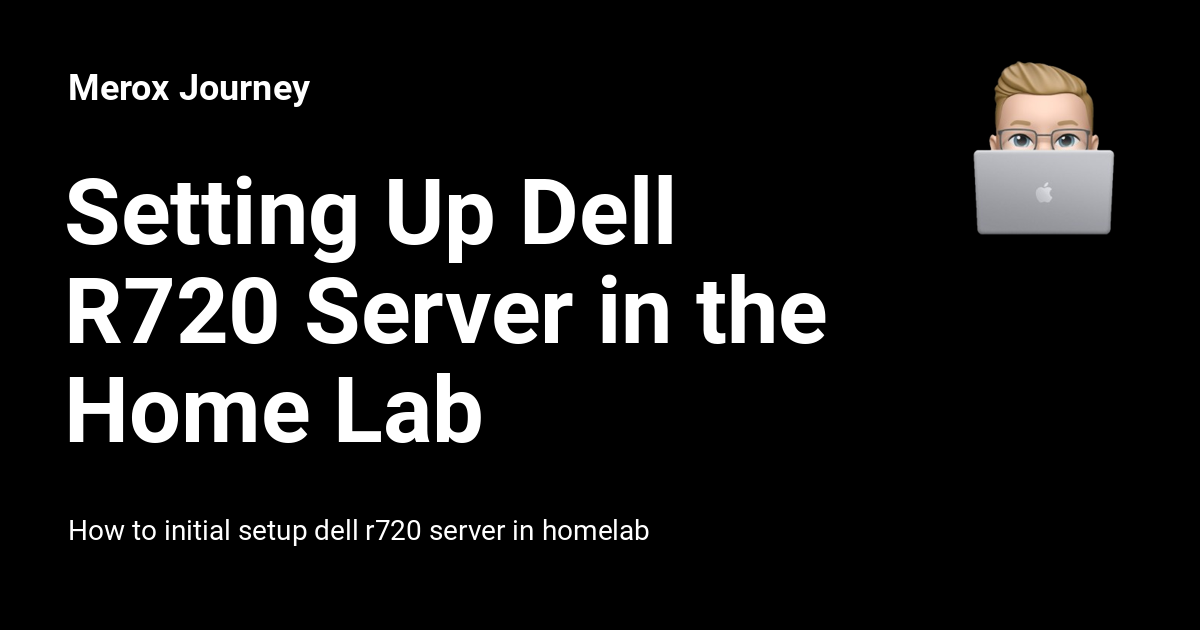 Merox Journey
Setting Up Dell
R720 Server in the
Home Lab
How to initial setup dell r720 server in homelab